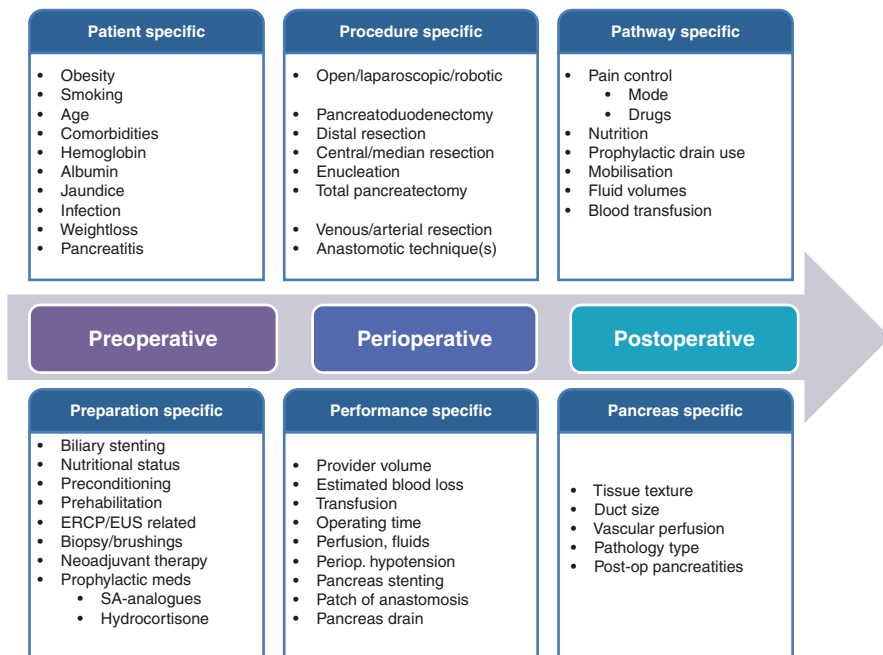 Patient specific
• Obesity
• Smoking
• Age
• Comorbidities
• Hemoglobin
• Albumin
• Jaundice
• Infection
• Weightloss
• Pancreatitis
Procedure specific
• Open/laparoscopic/robotic
• Pancreatoduodenectomy
• Distal resection
• Central/median resection
• Enucleation
• Total pancreatectomy
• Venous/arterial resection
• Anastomotic technique(s)
Pathway specific
• Pain control
• Mode
• Drugs
• Nutrition
• Prophylactic drain use
• Mobilisation
• Fluid volumes
• Blood transfusion
Preoperative
Perioperative
Postoperative
Preparation specific
• Biliary stenting
• Nutritional status
• Preconditioning
• Prehabilitation
• ERCP/EUS related
• Biopsy/brushings
• Neoadjuvant therapy
• Prophylactic meds
• SA-analogues
• Hydrocortisone
Performance specific
• Provider volume
• Estimated blood loss
• Transfusion
• Operating time
• Perfusion, fluids
• Periop. hypotension
• Pancreas stenting
• Patch of anastomosis
• Pancreas drain
Pancreas specific
• Tissue texture
• Duct size
• Vascular perfusion
• Pathology type
• Post-op pancreatities